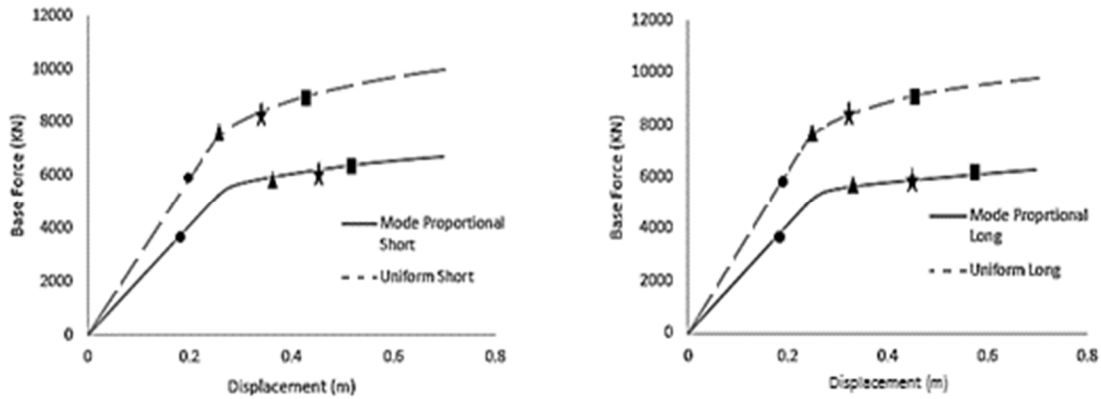 12000
10000
8000
6000
4000
2000
0
Base Force (KN)
Mode Proportional
Short
Uniform Short
0
0.2
0.4
0.6
0.8
Displacement (m)
12000
10000
8000
6000
4000
2000
0
Base Force (KN)
Mode Proprtional
Long
Uniform Long
0
0.2
0.4
0.6
0.8
Displacement (m)